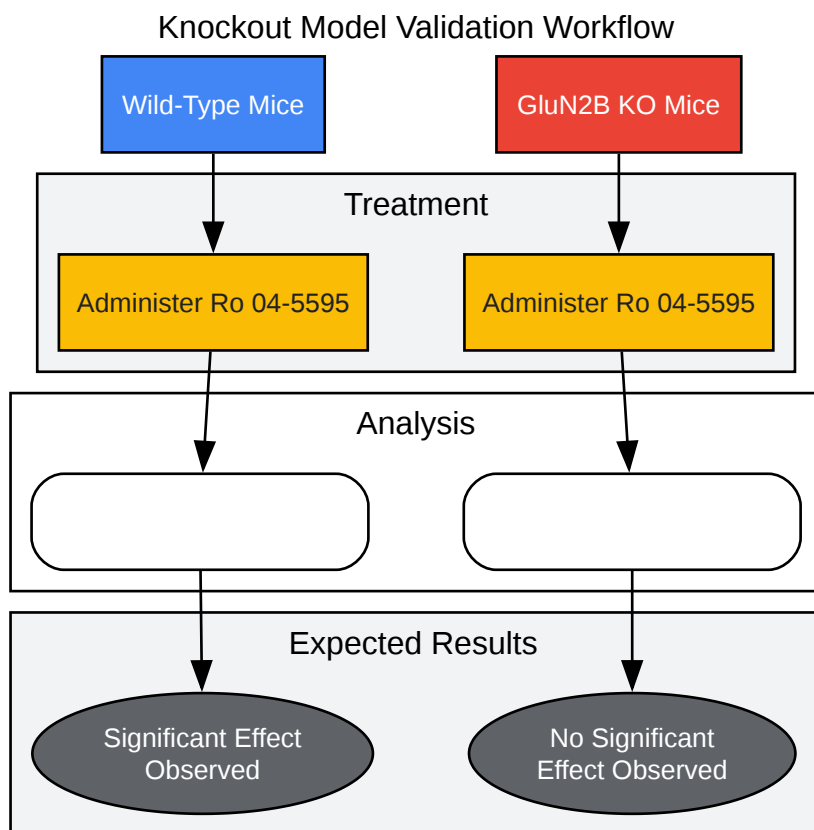 Knockout Model Validation Workflow
Wild-Type Mice
GluN2B KO Mice
Treatment
Administer Ro 04-5595
Administer Ro 04-5595
Analysis
Expected Results
Significant Effect
Observed
No Significant
Effect Observed